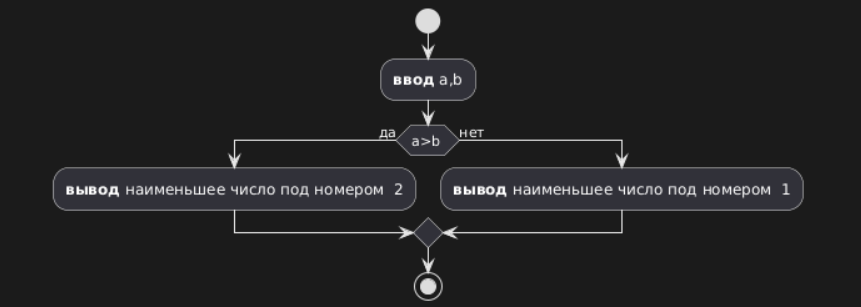 ввод a,b
да
a>b
нет
вывод наименьшее число под номером 2
вывод наименьшее число под номером 1